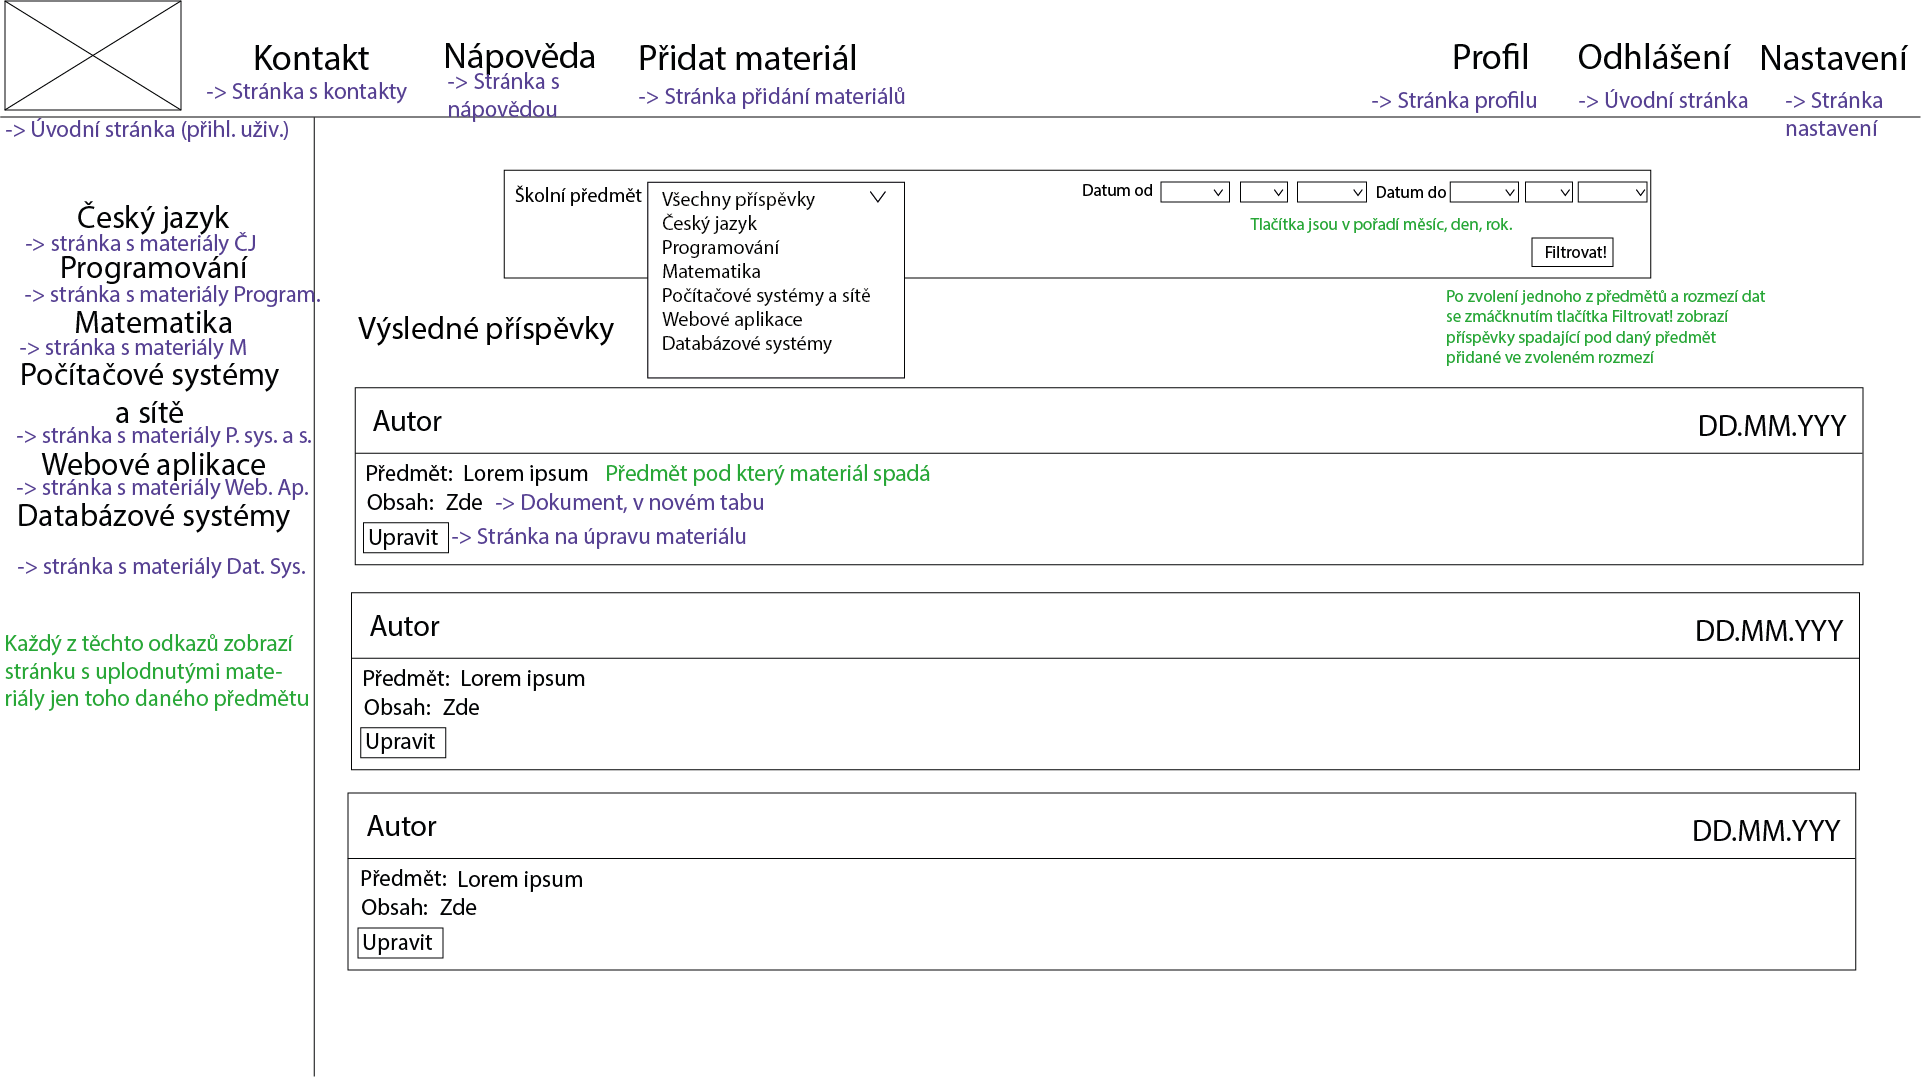 Kontakt
-> Stránka s kontakty
Nápověda
-> Stránka s
nápovědou
Přidat materiál
-> Stránka přidání materiálů
Profil
-> Stránka profilu
Odhlášení
-> Úvodní stránka
Nastavení
-> Stránka
nastavení
-> Úvodní stránka (přihl. uživ.)
Český jazyk
-> stránka s materiály ČJ
Programování
-> stránka s materiály Program.
Matematika
-> stránka s materiály M
Počítačové systémy
a sítě
-> stránka s materiály P. sys. a s.
Webové aplikace
-> stránka s materiály Web. Ap.
Databázové systémy
-> stránka s materiály Dat. Sys.
Každý z těchto odkazů zobrazí
stránku s uplodnutými mate-
riály jen toho daného předmětu
Školní předmět
Všechny příspěvky
Český jazyk
Programování
Matematika
Počítačové systémy a sítě
Webové aplikace
Databázové systémy
Datum od
Datum do
Tlačítka jsou v pořadí měsíc, den, rok.
Filtrovat!
Po zvolení jednoho z předmětů a rozmezí dat
se zmáčknutím tlačítka Filtrovat! zobrazí
příspěvky spadající pod daný předmět
přidané ve zvoleném rozmezí
Výsledné příspěvky
Autor
DD.MM.YYY
Předmět: Lorem ipsum Předmět pod který materiál spadá
Obsah: Zde -> Dokument, v novém tabu
Upravit -> Stránka na úpravu materiálu
Autor
DD.MM.YYY
Předmět: Lorem ipsum
Obsah: Zde
Upravit
Autor
DD.MM.YYY
Předmět: Lorem ipsum
Obsah: Zde
Upravit